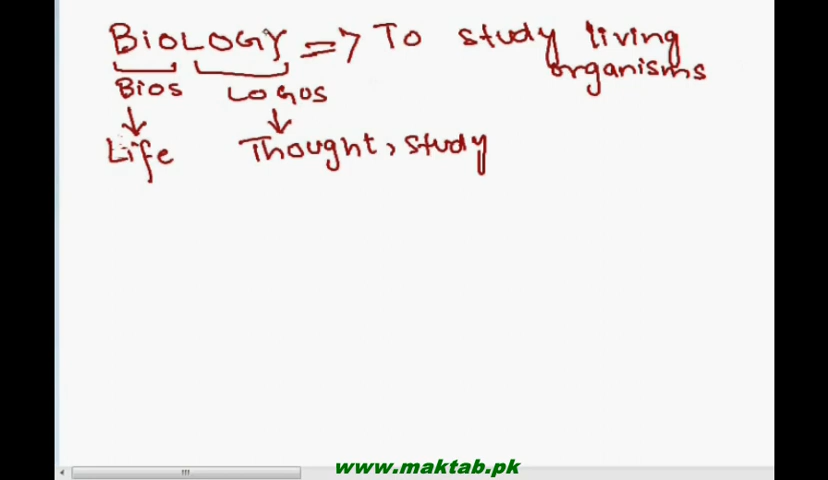 BioLOGY => To study living
organisms
Bios LOGOS
Life Thought, study
www.maktab.pk